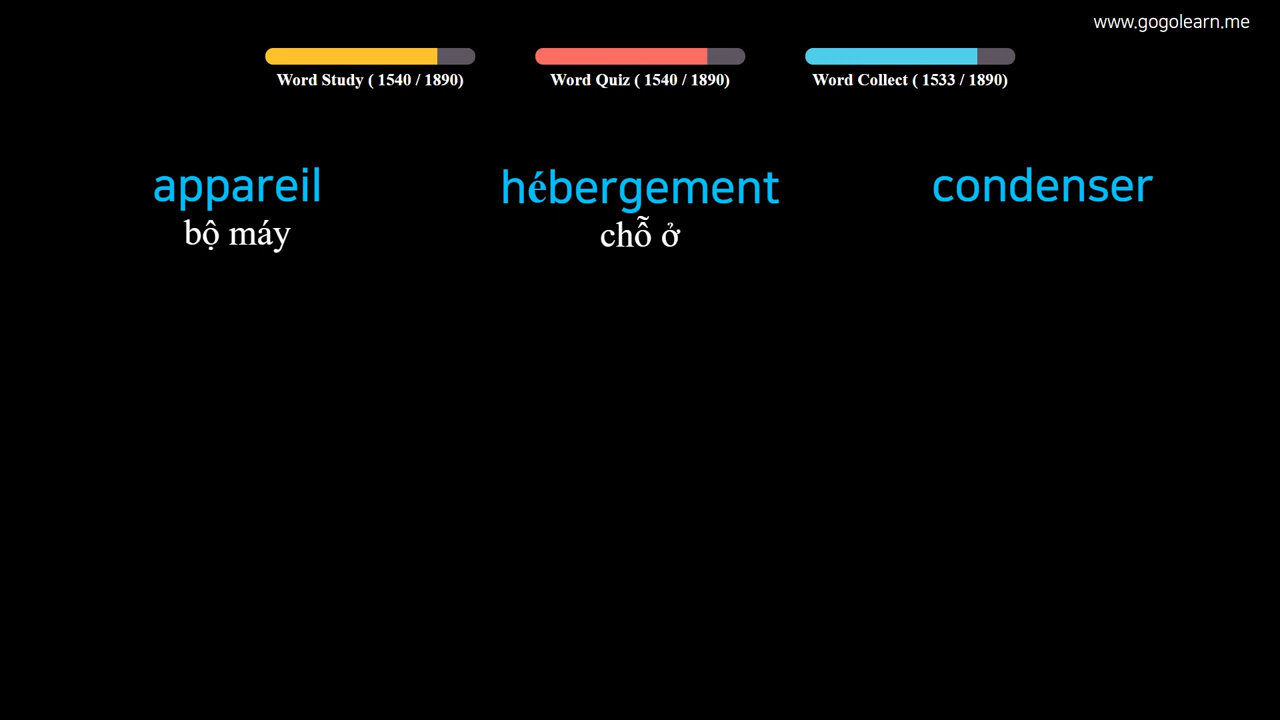 www.gogolearn.me
Word Study ( 1540 / 1890)
Word Quiz ( 1540 / 1890)
Word Collect ( 1533 / 1890)
appareil
bộ máy
hébergement
chỗ ở
condenser